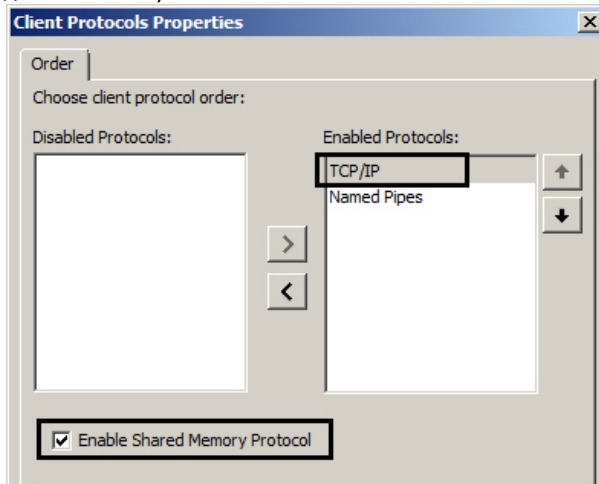 Client Protocols Properties
Order
Choose client protocol order:
Disabled Protocols:
Enabled Protocols:
TCP/IP
Named Pipes
Enable Shared Memory Protocol